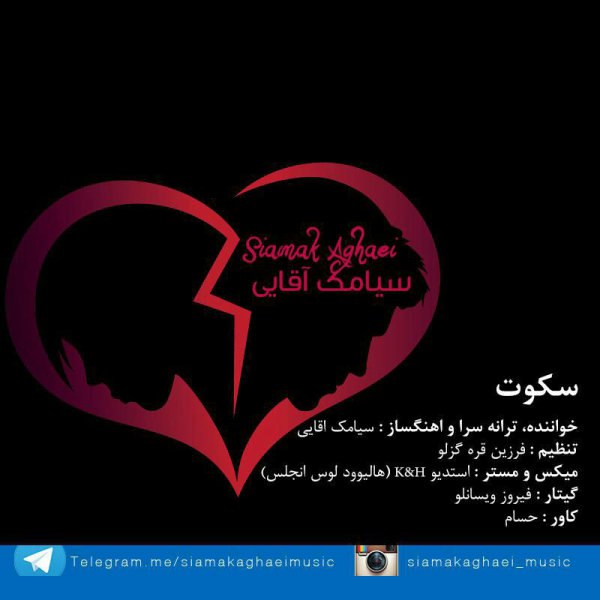 Siamak Aghaei
سیامک آقایی
سکوت
خواننده، ترانه سرا و اهنگساز : سیامک اقایی
تنظیم : فرزین قره گزلو
میکس و مستر : استدیو K&H (هالیوود لوس انجلس)
گیتار : فیروز ویسانلو
کاور : حسام
Telegram.me/siamakaghaeimusic
siamakaghaei_music